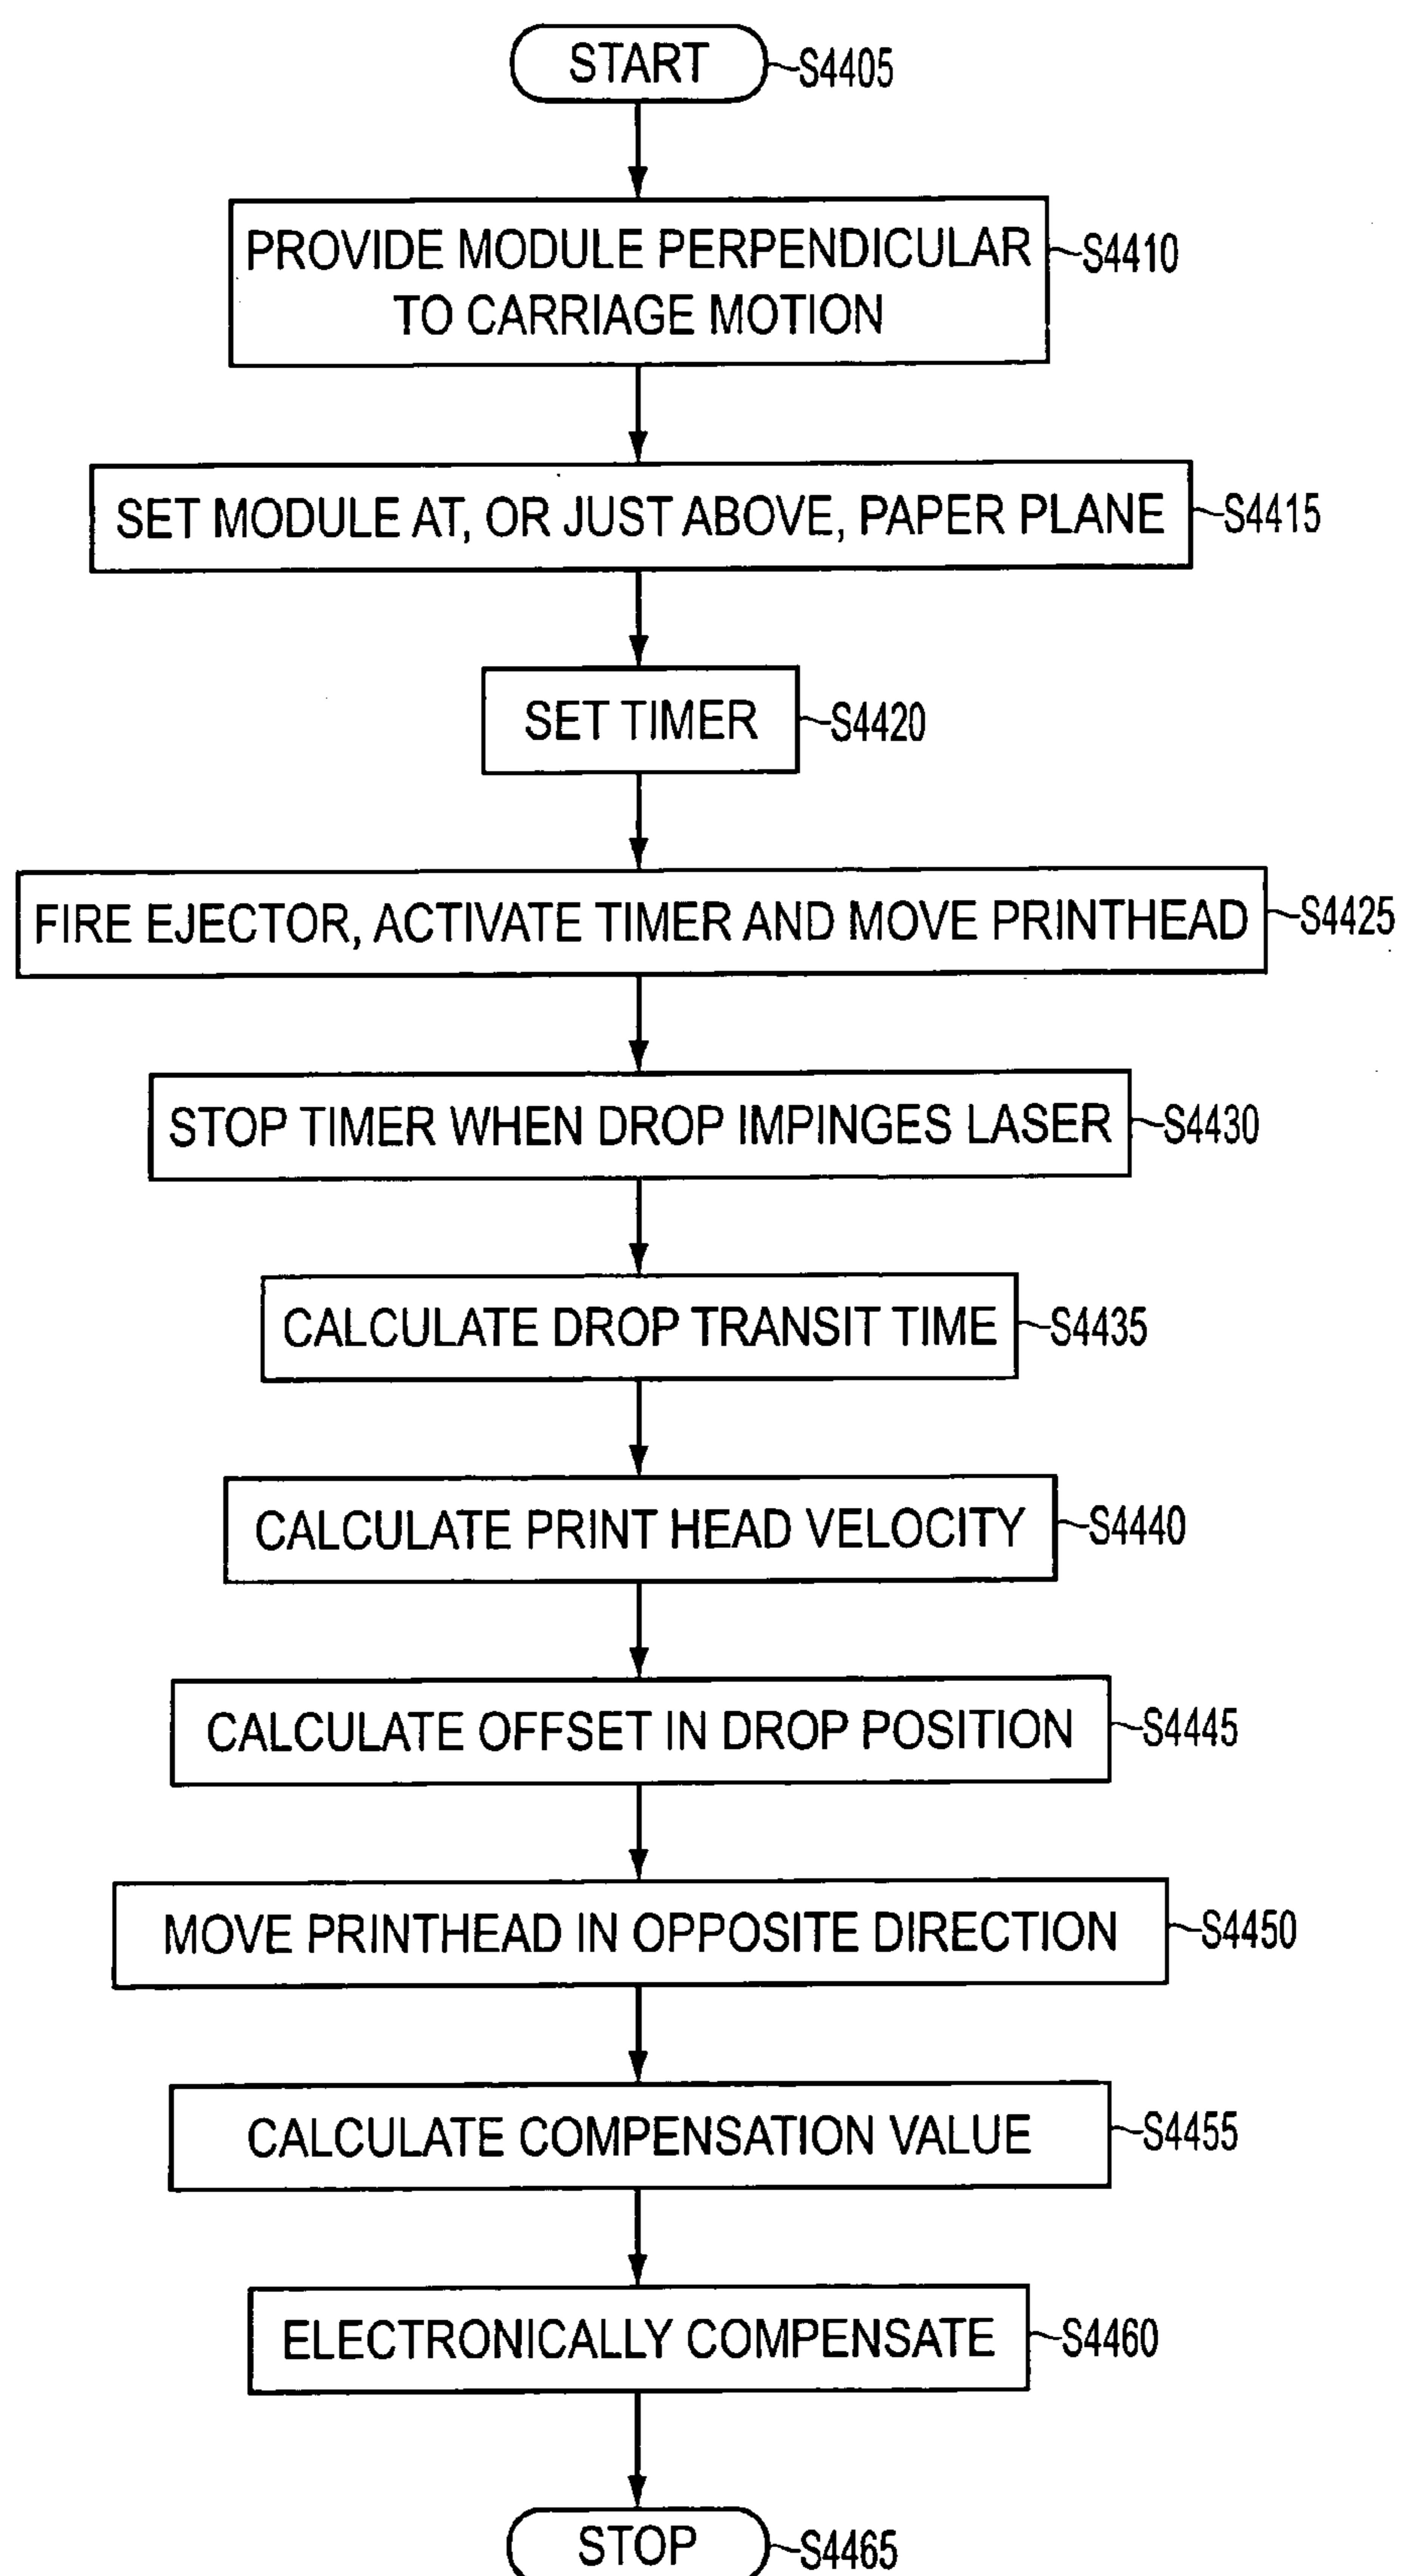 START
S4405
PROVIDE MODULE PERPENDICULAR
TO CARRIAGE MOTION
S4410
SET MODULE AT, OR JUST ABOVE, PAPER PLANE
S4415
SET TIMER
S4420
FIRE EJECTOR, ACTIVATE TIMER AND MOVE PRINTHEAD
S4425
STOP TIMER WHEN DROP IMPINGES LASER
S4430
CALCULATE DROP TRANSIT TIME
S4435
CALCULATE PRINT HEAD VELOCITY
S4440
CALCULATE OFFSET IN DROP POSITION
S4445
MOVE PRINTHEAD IN OPPOSITE DIRECTION
S4450
CALCULATE COMPENSATION VALUE
S4455
ELECTRONICALLY COMPENSATE
S4460
STOP
S4465